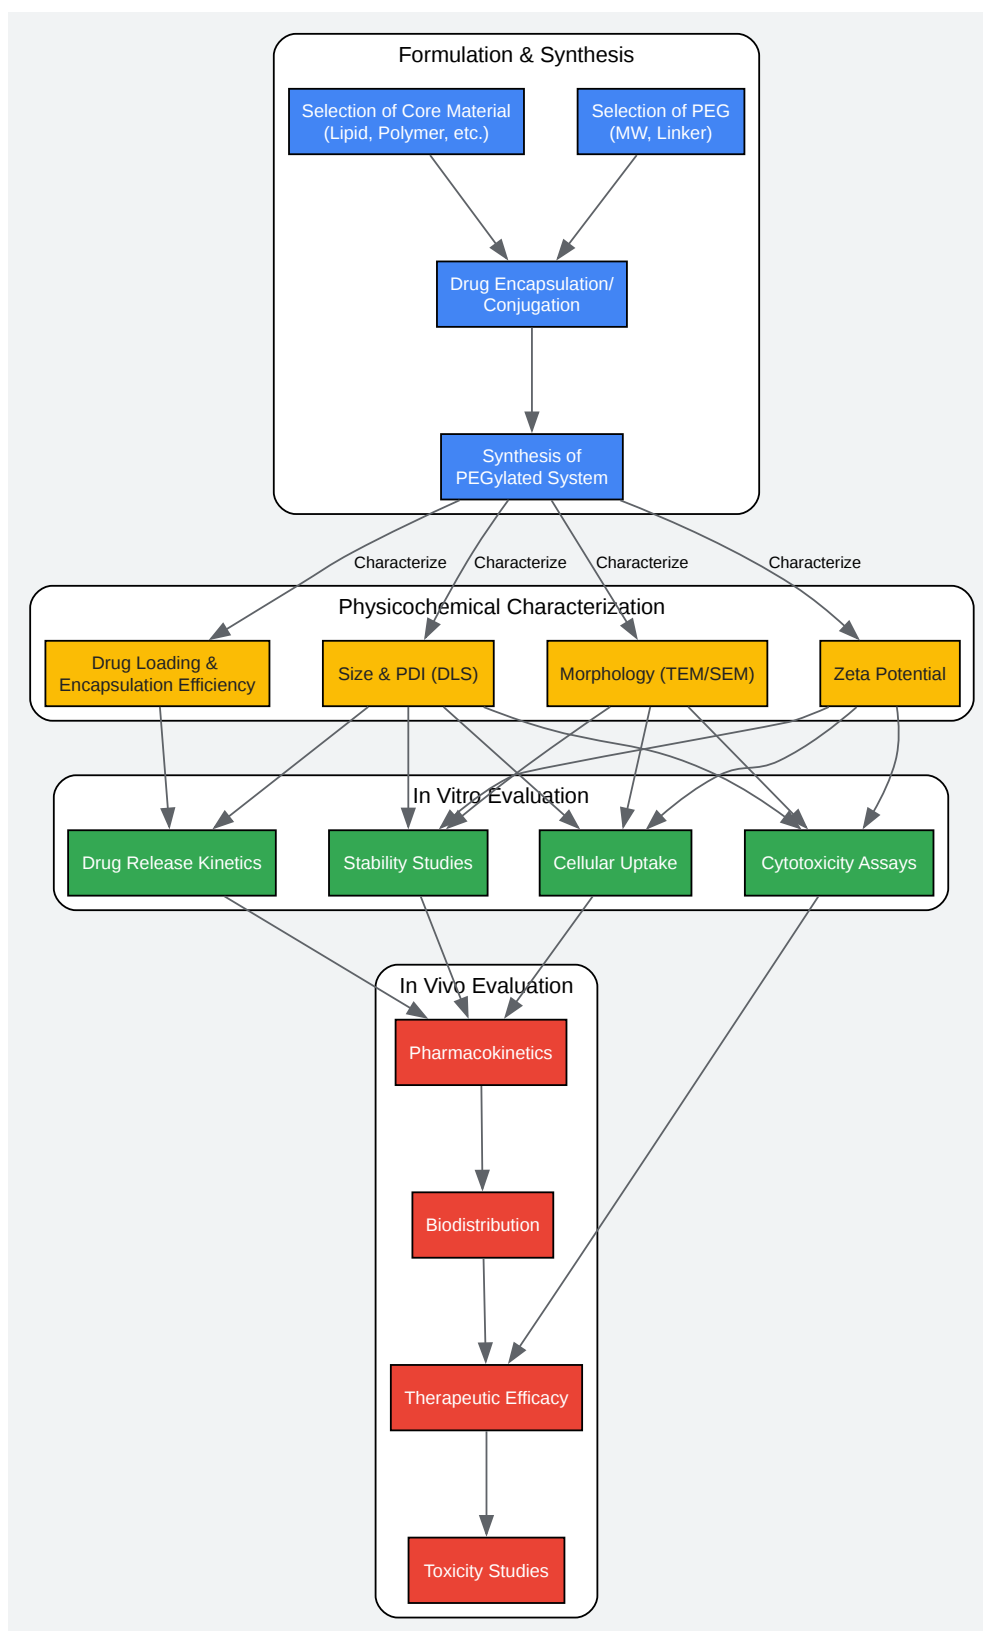 Formulation & Synthesis
Selection of Core Material
(Lipid, Polymer, etc.)
Selection of PEG
(MW, Linker)
Drug Encapsulation/
Conjugation
Synthesis of
PEGylated System
Characterize
Characterize
Characterize
Characterize
Physicochemical Characterization
Drug Loading &
Encapsulation Efficiency
Size & PDI (DLS)
Morphology (TEM/SEM)
Zeta Potential
In Vitro Evaluation
Drug Release Kinetics
Stability Studies
Cellular Uptake
Cytotoxicity Assays
In Vivo Evaluation
Pharmacokinetics
Biodistribution
Therapeutic Efficacy
Toxicity Studies